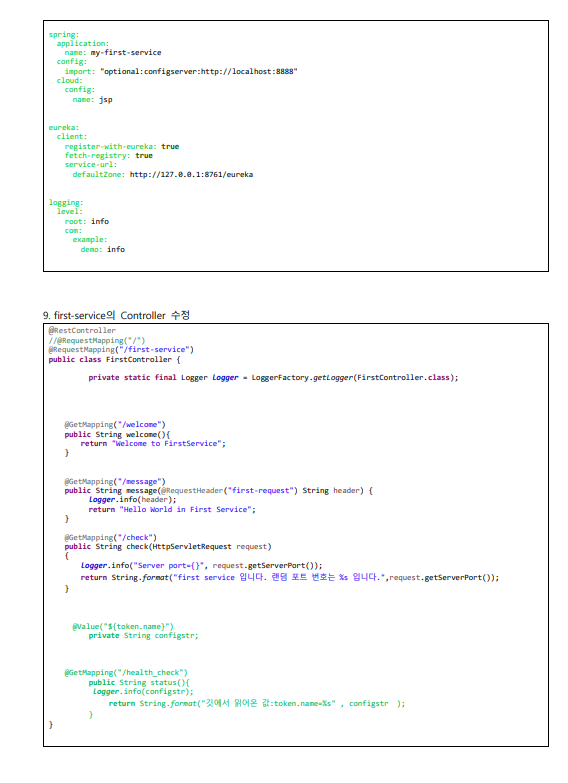 spring:
  application:
    name: my-first-service
  config:
    import: "optional:configserver:http://localhost:8888"
  cloud:
    config:
      name: jsp
eureka:
  client:
    register-with-eureka: true
    fetch-registry: true
    service-url:
      defaultZone: http://127.0.0.1:8761/eureka
logging:
  level:
    root: info
    com:
      example:
        demo: info
9. first-service의 Controller 수정
@RestController
//@RequestMapping("/")
@RequestMapping("/first-service")
public class FirstController {
private static final Logger Logger = LoggerFactory.getLogger(FirstController.class);
@GetMapping("/welcome")
public String welcome(){
return "Welcome to FirstService";
}
@GetMapping("/message")
public String message(@RequestHeader("first-request") String header) {
Logger.info(header);
return "Hello World in First Service";
}
@GetMapping("/check")
public String check(HttpServletRequest request)
{
Logger.info("Server port={}", request.getServerPort());
return String.format("first service 입니다. 랜덤 포트 번호는 %s 입니다.",request.getServerPort());
}
@Value("${token.name}")
private String configstr;
@GetMapping("/health_check")
public String status(){
Logger.info(configstr);
return String.format("깃에서 읽어온 값:token.name=%s" , configstr  );
}
}